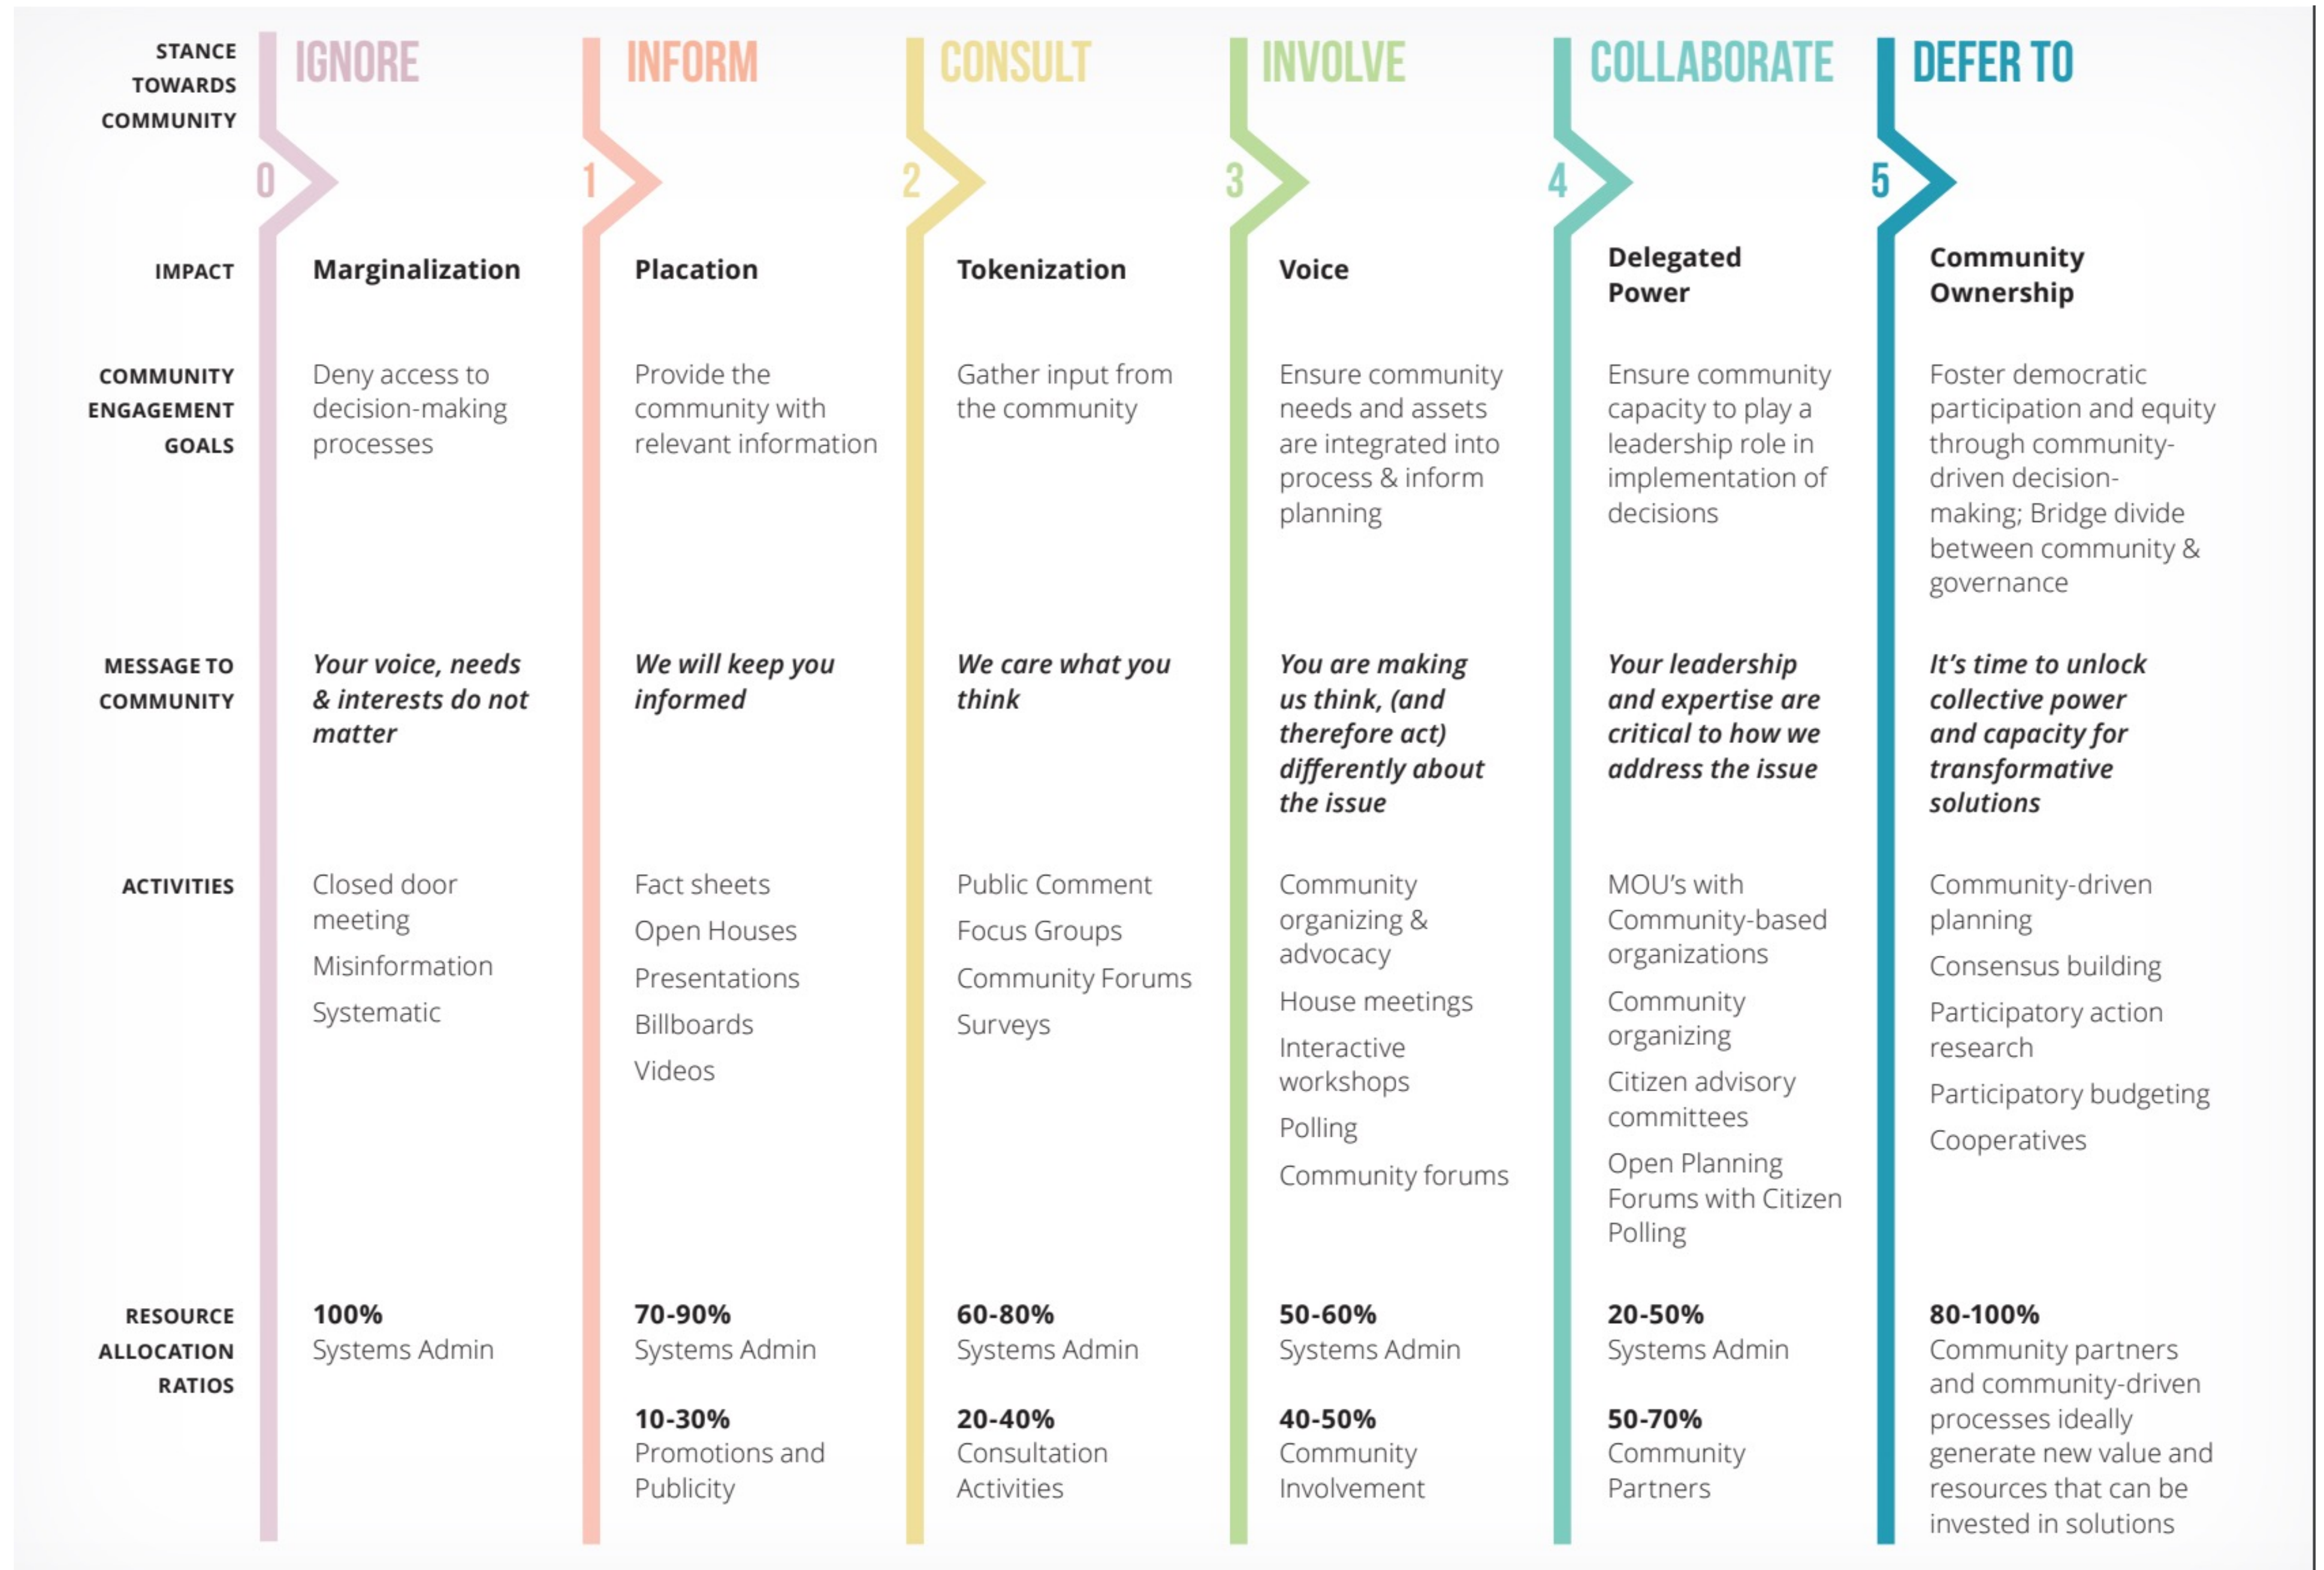 STANCE
TOWARDS
COMMUNITY
IGNORE
INFORM
CONSULT
INVOLVE
COLLABORATE
DEFER TO
0
1
2
3
4
5
IMPACT
Marginalization
Placation
Tokenization
Voice
Delegated
Power
Community
Ownership
COMMUNITY
ENGAGEMENT
GOALS
Deny access to
decision-making
processes
Provide the
community with
relevant information
Gather input from
the community
Ensure community
needs and assets
are integrated into
process & inform
planning
Ensure community
capacity to play a
leadership role in
implementation of
decisions
Foster democratic
participation and equity
through community-
driven decision-
making; Bridge divide
between community &
governance
MESSAGE TO
COMMUNITY
Your voice, needs
& interests do not
matter
We will keep you
informed
We care what you
think
You are making
us think, (and
therefore act)
differently about
the issue
Your leadership
and expertise are
critical to how we
address the issue
It’s time to unlock
collective power
and capacity for
transformative
solutions
ACTIVITIES
Closed door
meeting
Misinformation
Systematic
Fact sheets
Open Houses
Presentations
Billboards
Videos
Public Comment
Focus Groups
Community Forums
Surveys
Community
organizing &
advocacy
House meetings
Interactive
workshops
Polling
Community forums
MOU’s with
Community-based
organizations
Community
organizing
Citizen advisory
committees
Open Planning
Forums with Citizen
Polling
Community-driven
planning
Consensus building
Participatory action
research
Participatory budgeting
Cooperatives
RESOURCE
ALLOCATION
RATIOS
100%
Systems Admin
70-90%
Systems Admin
10-30%
Promotions and
Publicity
60-80%
Systems Admin
20-40%
Consultation
Activities
50-60%
Systems Admin
40-50%
Community
Involvement
20-50%
Systems Admin
50-70%
Community
Partners
80-100%
Community partners
and community-driven
processes ideally
generate new value and
resources that can be
invested in solutions